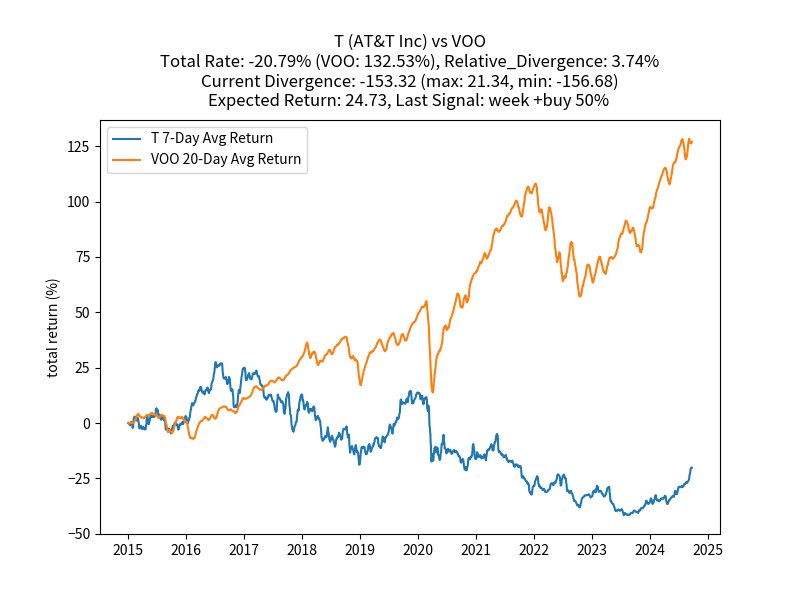 T (AT&T Inc) vs VOO
Total Rate: -20.79% (VOO: 132.53%), Relative_Divergence: 3.74%
Current Divergence: -153.32 (max: 21.34, min: -156.68)
Expected Return: 24.73, Last Signal: week +buy 50%
T 7-Day Avg Return
VOO 20-Day Avg Return
total return (%)
125
100
75
50
25
0
−25
−50
2015 2016 2017 2018 2019 2020 2021 2022 2023 2024 2025